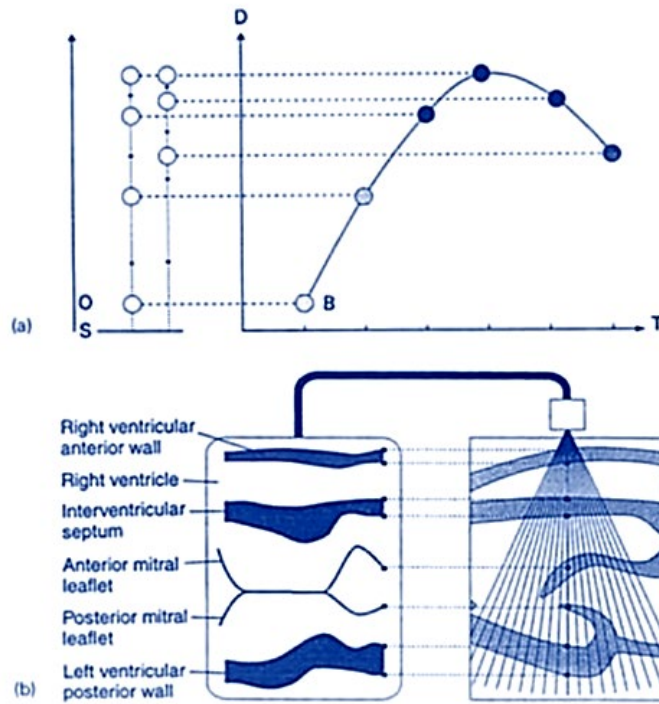 D
O
S
B
T
(a)
Right ventricular
anterior wall
Right ventricle
Interventricular
septum
Anterior mitral
leaflet
Posterior mitral
leaflet
Left ventricular
posterior wall
(b)